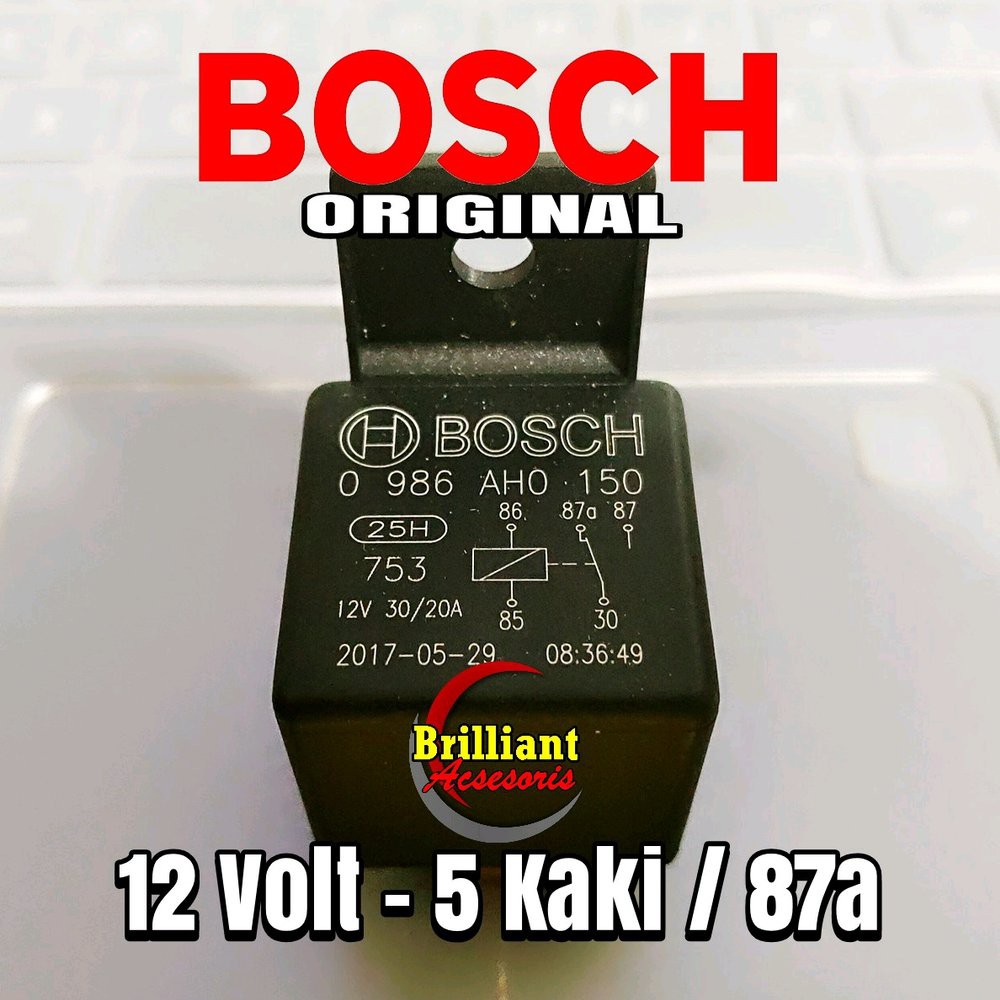 BOSCH
ORIGINAL
BOSCH
0 986 AH0 150
86 87a 87
25H
753
12V 30/20A
85 30
2017-05-29 08:36:49
Brilliant
Acsesoris
12 Volt - 5 Kaki / 87a